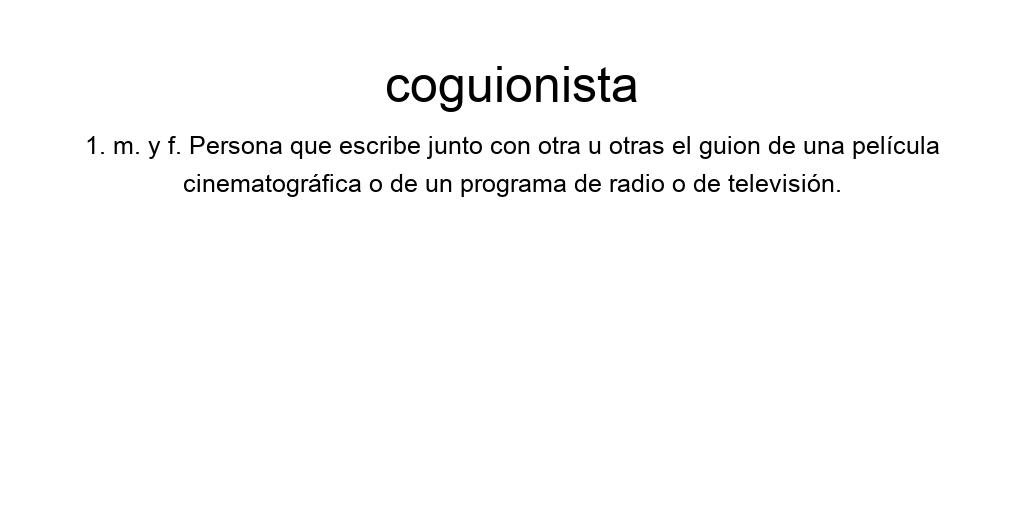 coguionista
1. m. y f. Persona que escribe junto con otra u otras el guion de una película
cinematográfica o de un programa de radio o de televisión.